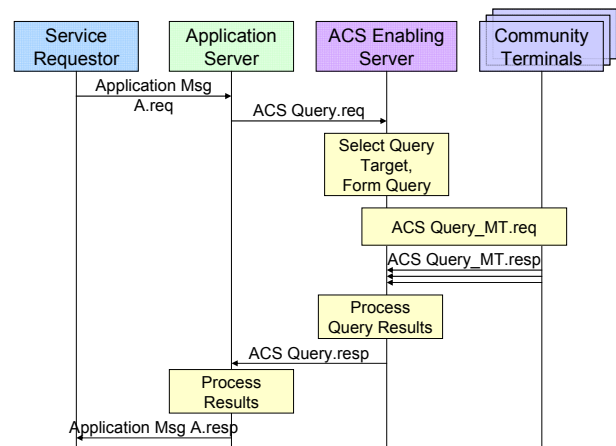 Service
Requestor
Application
Server
ACS Enabling
Server
Community
Terminals
Application Msg
A.req
ACS Query.req
Select Query
Target,
Form Query
ACS Query_MT.req
ACS Query_MT.resp
Process
Query Results
ACS Query.resp
Process
Results
Application Msg A.resp